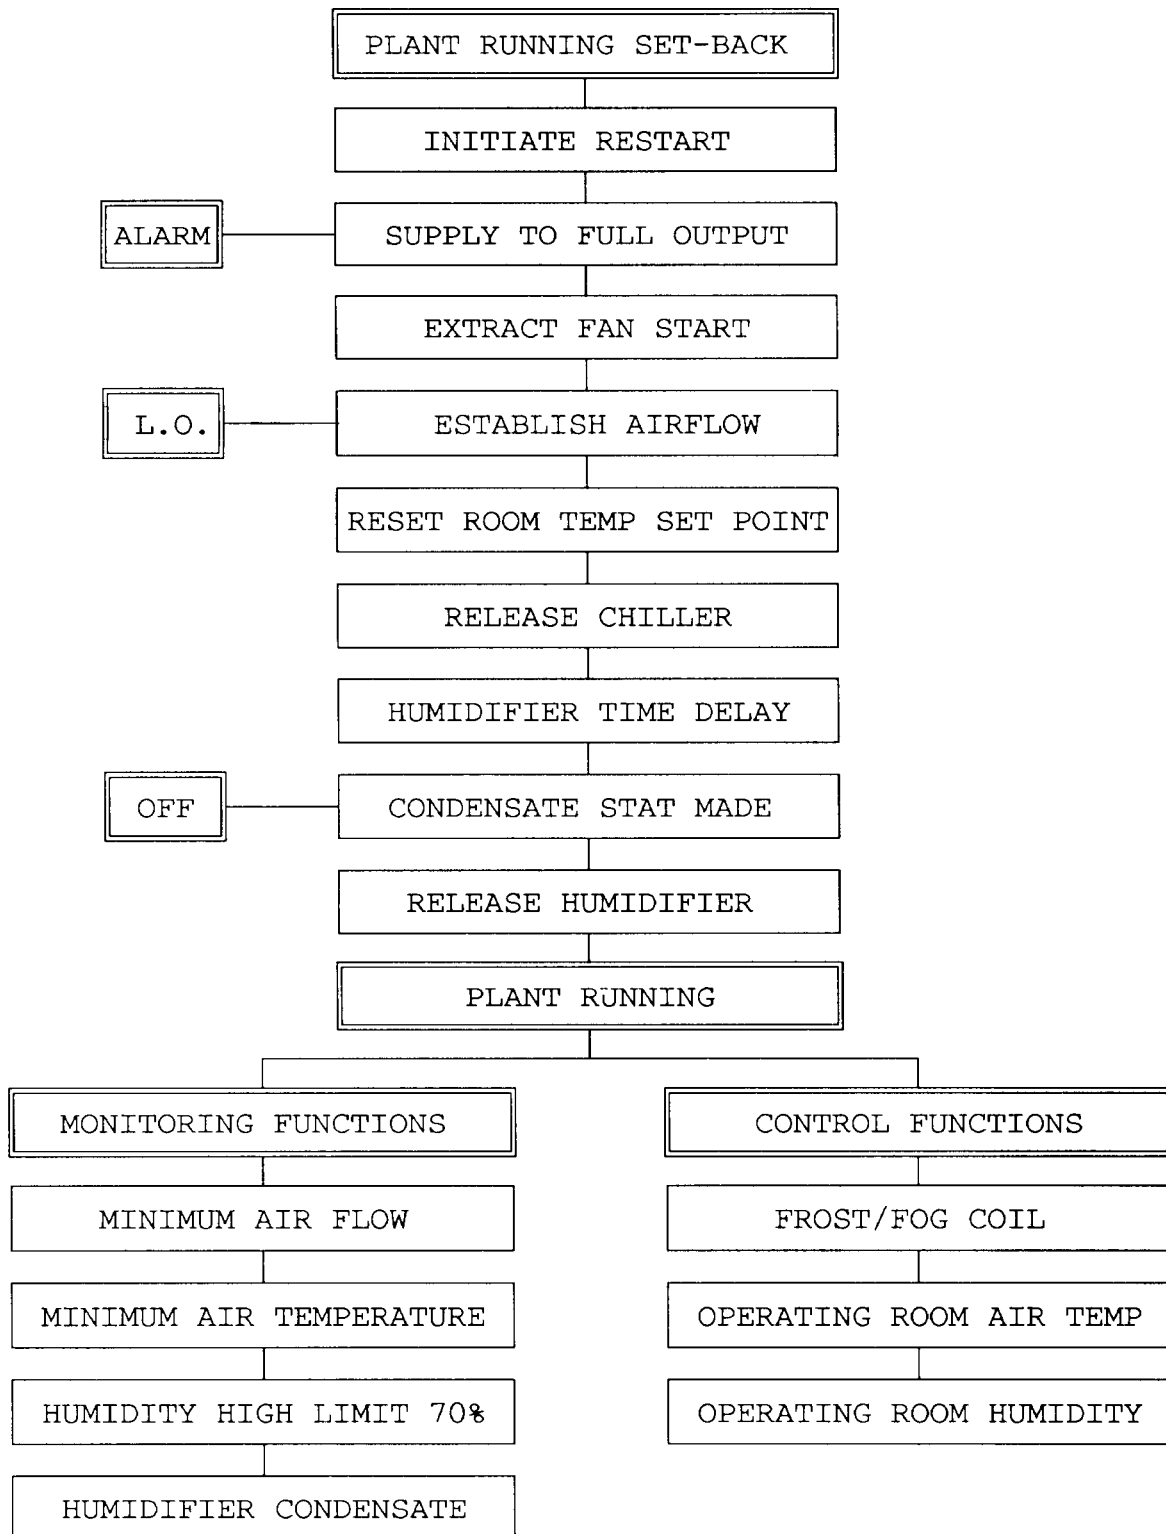 PLANT RUNNING SET-BACK
INITIATE RESTART
ALARM
SUPPLY TO FULL OUTPUT
EXTRACT FAN START
L.O.
ESTABLISH AIRFLOW
RESET ROOM TEMP SET POINT
RELEASE CHILLER
HUMIDIFIER TIME DELAY
OFF
CONDENSATE STAT MADE
RELEASE HUMIDIFIER
PLANT RUNNING
MONITORING FUNCTIONS
CONTROL FUNCTIONS
MINIMUM AIR FLOW
FROST/FOG COIL
MINIMUM AIR TEMPERATURE
OPERATING ROOM AIR TEMP
HUMIDITY HIGH LIMIT 70%
OPERATING ROOM HUMIDITY
HUMIDIFIER CONDENSATE